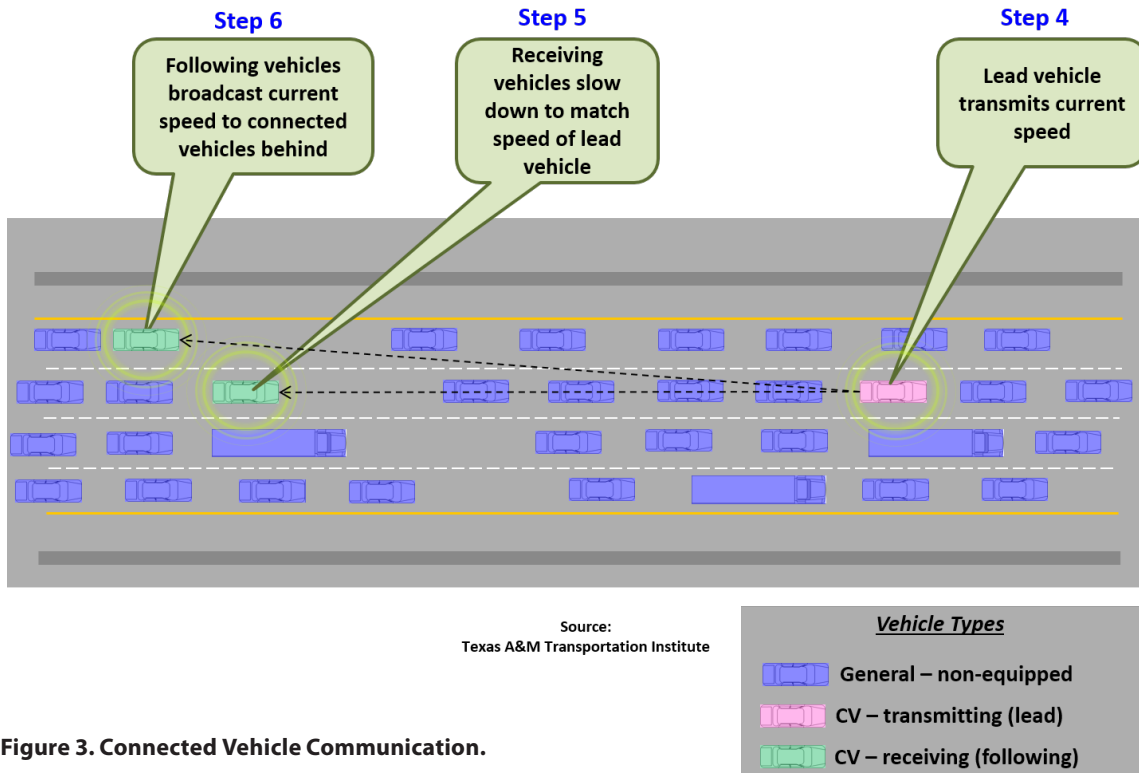 Step 6
Following vehicles
broadcast current
speed to connected
vehicles behind
Step 5
Receiving
vehicles slow
down to match
speed of lead
vehicle
Step 4
Lead vehicle
transmits current
speed
Source:
Texas A&M Transportation Institute
Vehicle Types
General – non-equipped
CV – transmitting (lead)
CV – receiving (following)
Figure 3. Connected Vehicle Communication.